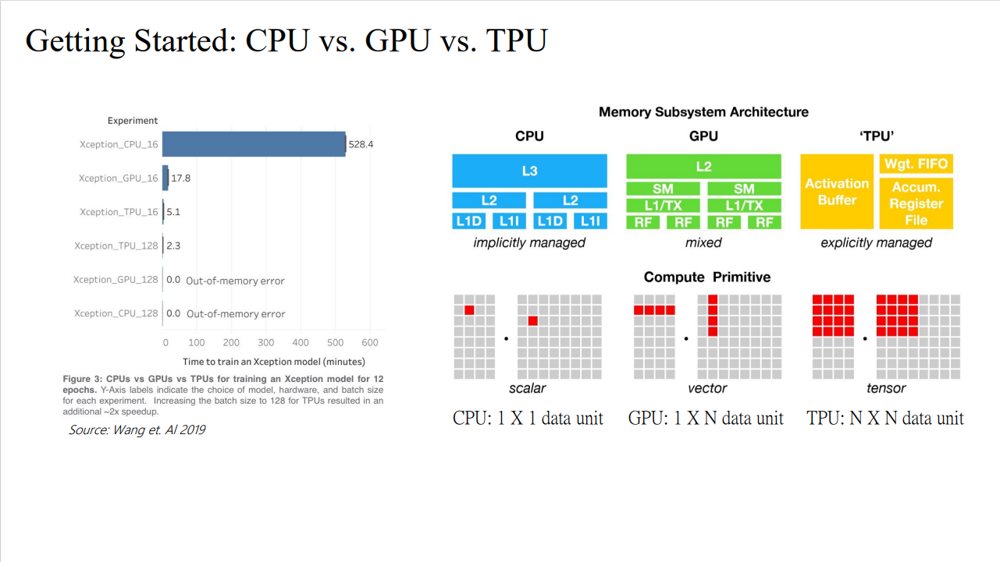 Getting Started: CPU vs. GPU vs. TPU
Experiment
Xception_CPU_16 528.4
Xception_GPU_16 17.8
Xception_TPU_16 5.1
Xception_TPU_128 2.3
Xception_GPU_128 0.0 Out-of-memory error
Xception_CPU_128 0.0 Out-of-memory error
0 100 200 300 400 500 600
Time to train an Xception model (minutes)
Figure 3: CPUs vs GPUs vs TPUs for training an Xception model for 12
epochs. Y-Axis labels indicate the choice of model, hardware, and batch size
for each experiment. Increasing the batch size to 128 for TPUs resulted in an
additional ~2x speedup.
Source: Wang et. Al 2019
Memory Subsystem Architecture
CPU
L3
L2 L2
L1D L1I L1D L1I
implicitly managed
GPU
L2
SM SM
L1/TX L1/TX
RF RF RF RF
mixed
‘TPU’
Activation
Buffer
Wgt. FIFO
Accum.
Register
File
explicitly managed
Compute Primitive
scalar
vector
tensor
CPU: 1 X 1 data unit
GPU: 1 X N data unit
TPU: N X N data unit